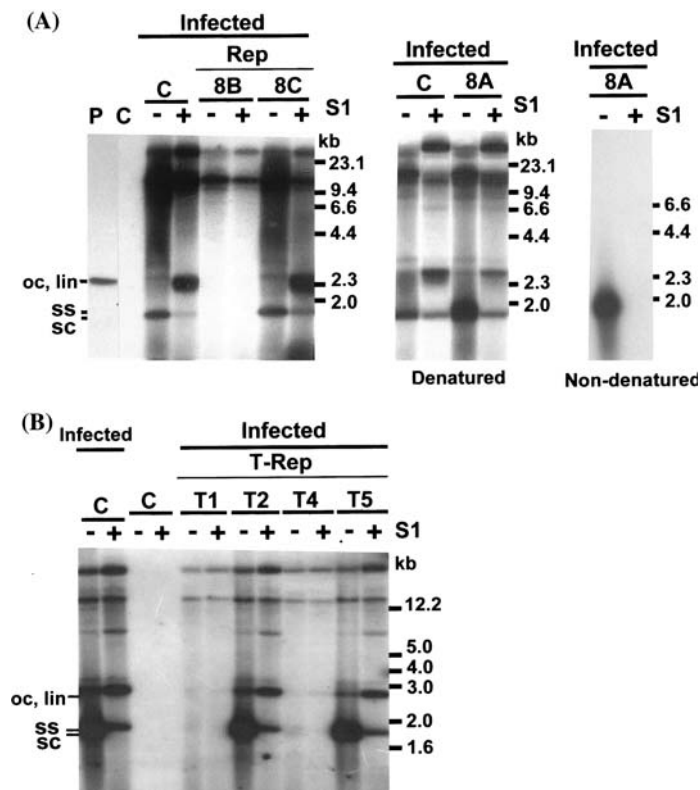 (A)
Infected
Rep
C 8B 8C
P C - + - + - + S1
kb
23.1
9.4
6.6
4.4
2.3
2.0
oc, lin
ss
sc
Infected
C 8A
- + - + S1
kb
23.1
9.4
6.6
4.4
2.3
2.0
Denatured
Infected
8A
- + S1
6.6
4.4
2.3
2.0
Non-denatured
(B)
Infected Infected
T-Rep
C C T1 T2 T4 T5
- + - + - + - + - + - + S1
kb
12.2
5.0
4.0
3.0
2.0
1.6
oc, lin
ss
sc